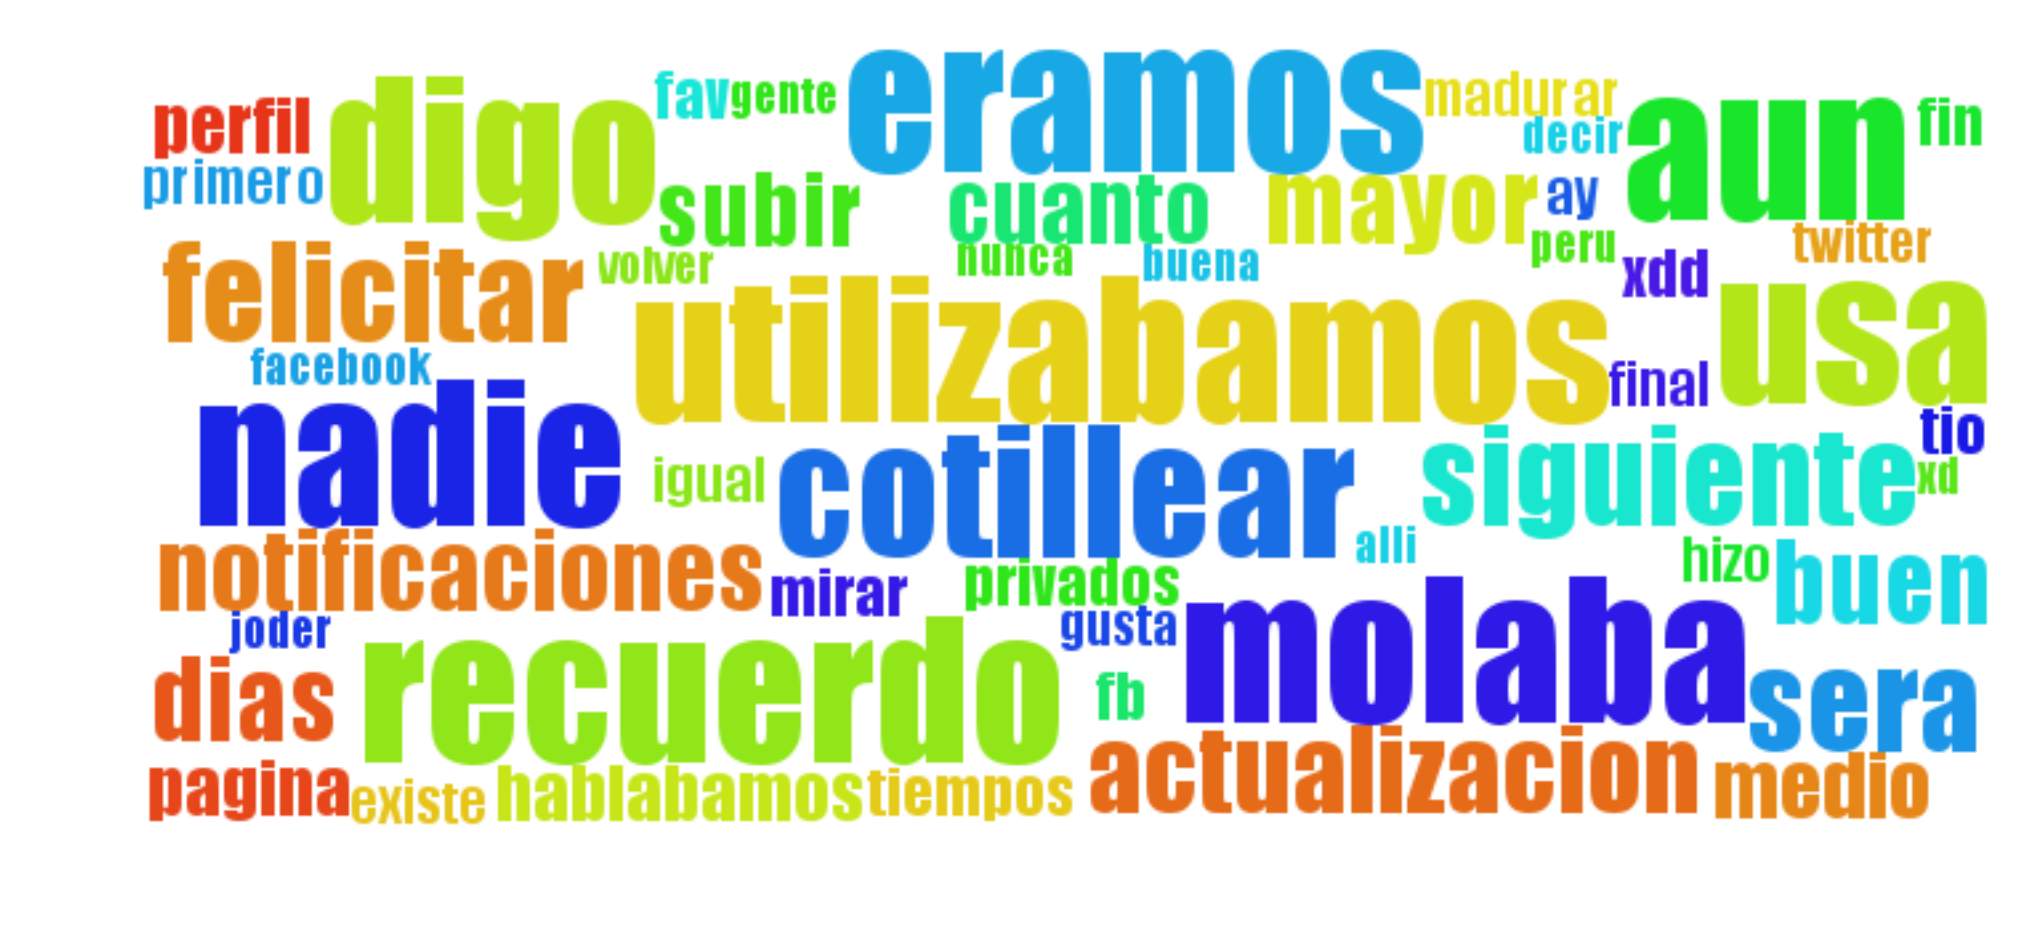 perfil digo fav gente eramos madurar aun fin
primero decir
subir cuanto mayor ay
felicitar volver nunca buena peru xdd twitter
utilizabamos usa
facebook final
nadie tio
igual cotillear siguiente xd
notificaciones alli hizo buen
mirar privados
joder gusta molaba
dias recuerdo fb sera
pagina existe hablabamos tiempos actualizacion medio